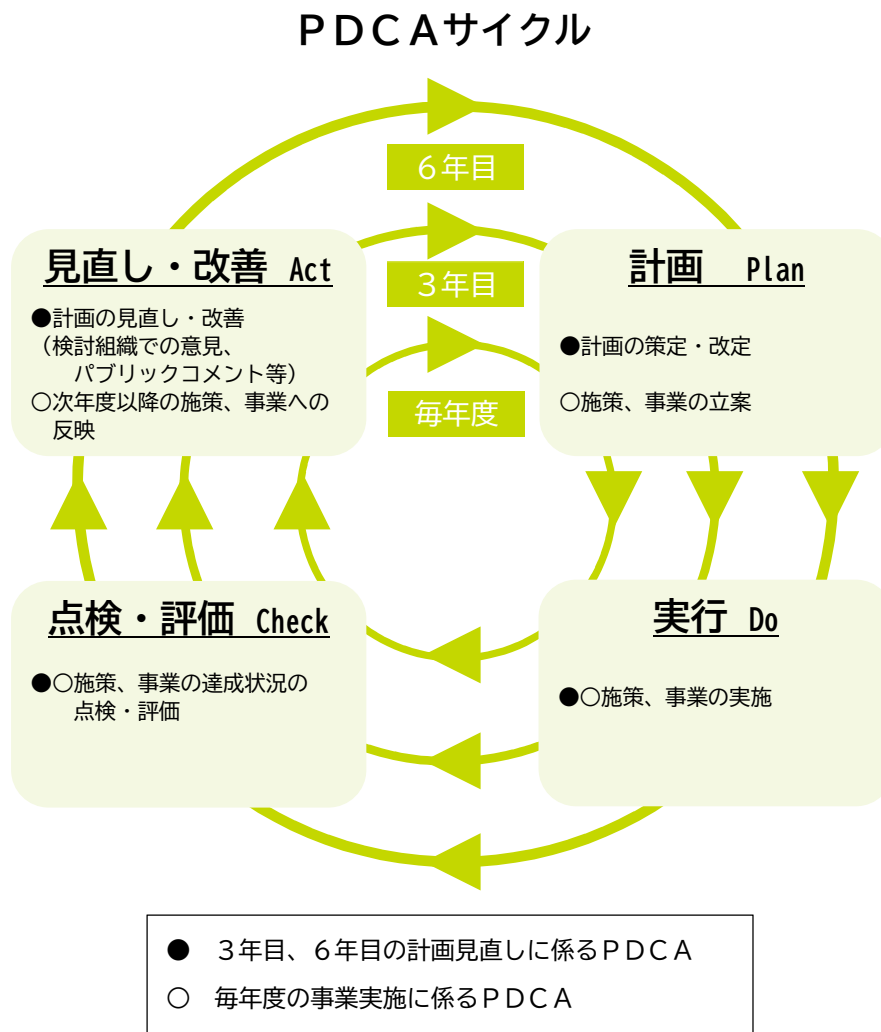 ＰＤＣＡサイクル
６年目
３年目
毎年度
見直し・改善 Act
●計画の見直し・改善
（検討組織での意見、
パブリックコメント等）
○次年度以降の施策、事業への
反映
計画 Plan
●計画の策定・改定
○施策、事業の立案
点検・評価 Check
●○施策、事業の達成状況の
点検・評価
実行 Do
●○施策、事業の実施
● ３年目、６年目の計画見直しに係るＰＤＣＡ
○ 毎年度の事業実施に係るＰＤＣＡ